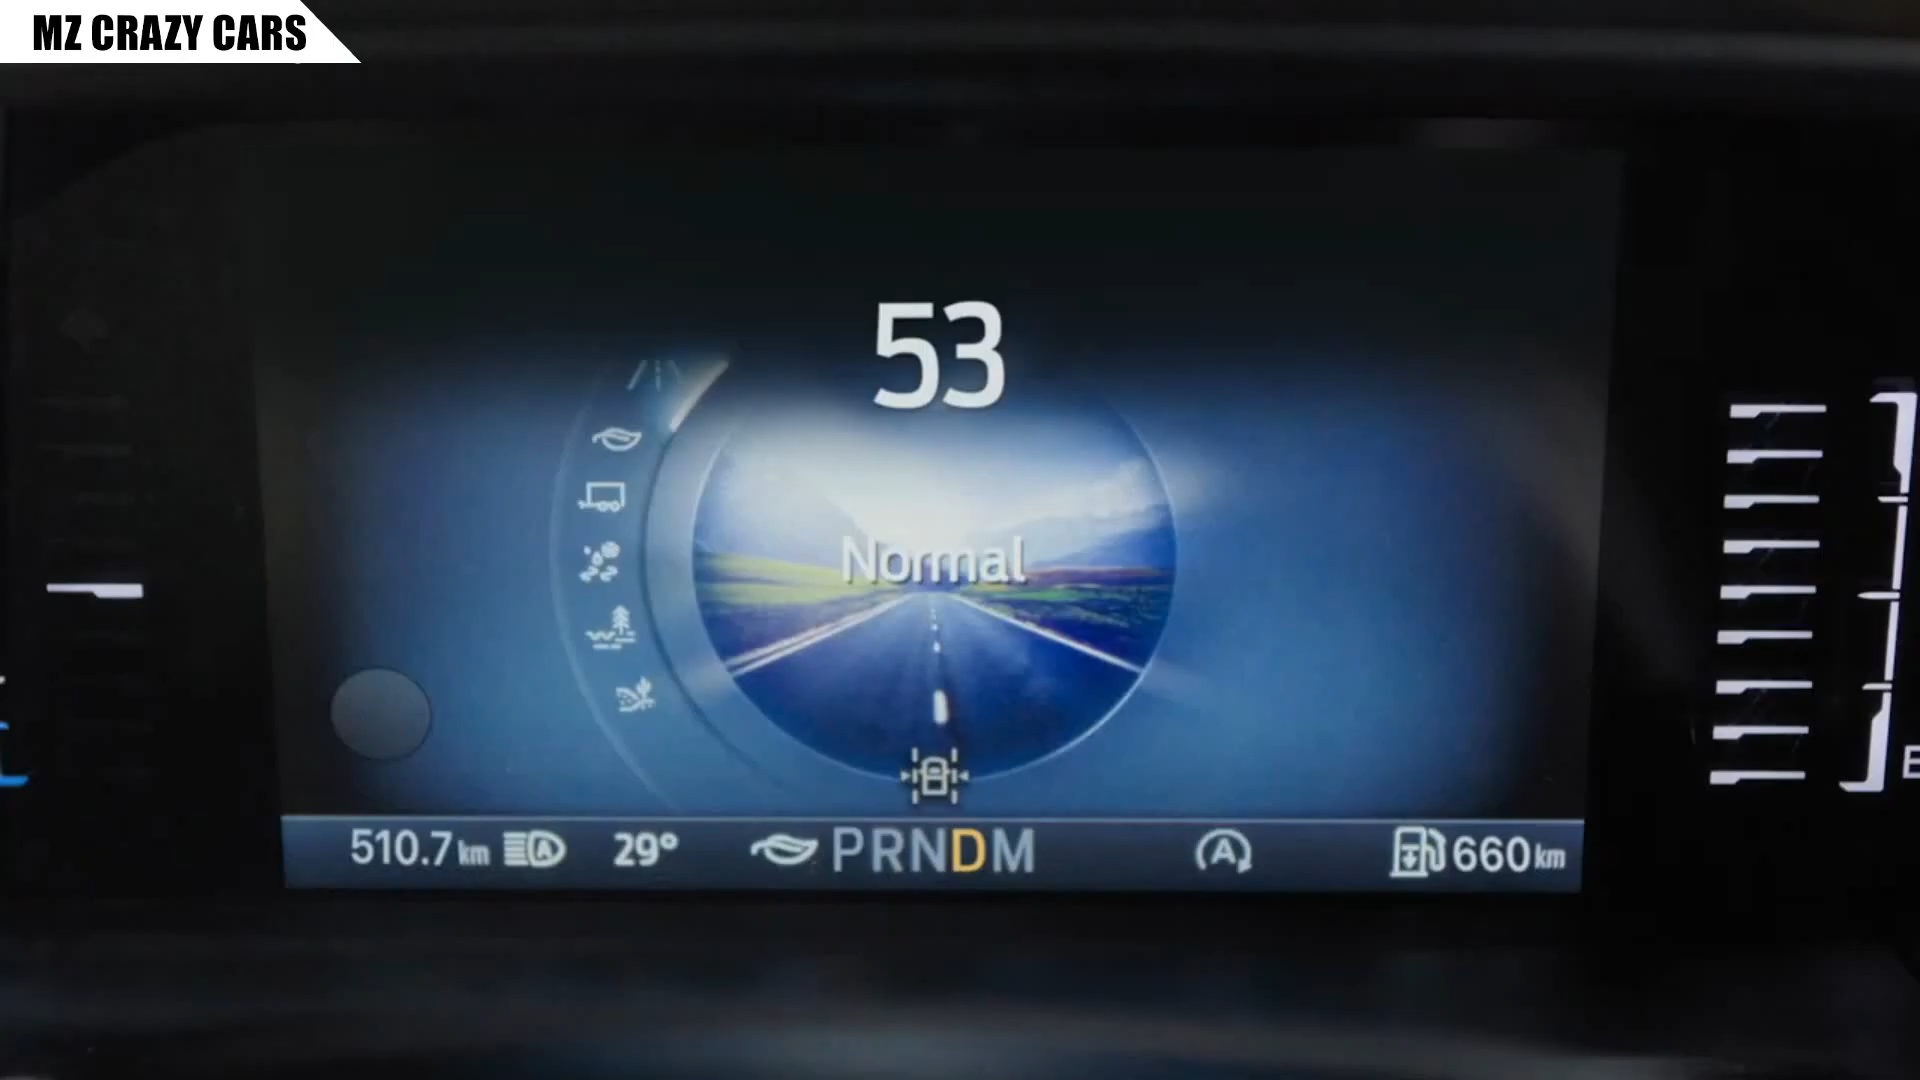 MZ CRAZY CARS
53
Normal
510.7 km A 29° PRNDM A 660 km
E